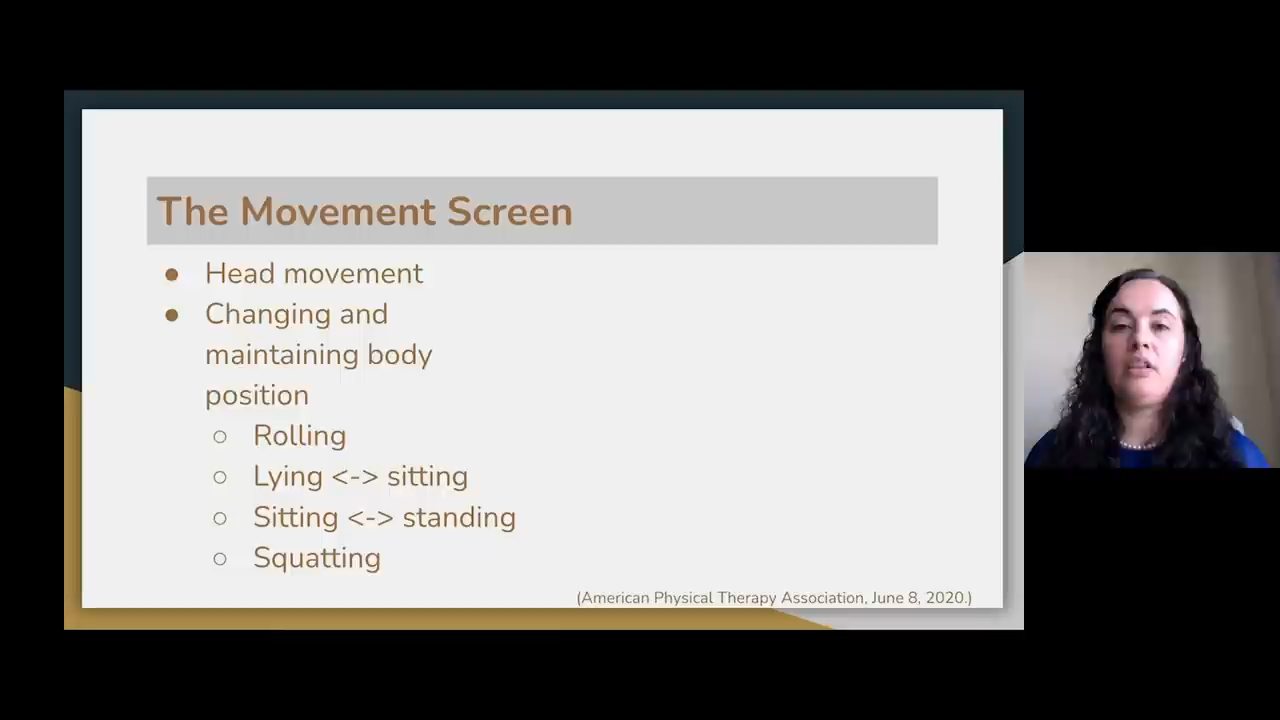 The Movement Screen
● Head movement
● Changing and
maintaining body
position
○ Rolling
○ Lying <-> sitting
○ Sitting <-> standing
○ Squatting
(American Physical Therapy Association, June 8, 2020.)